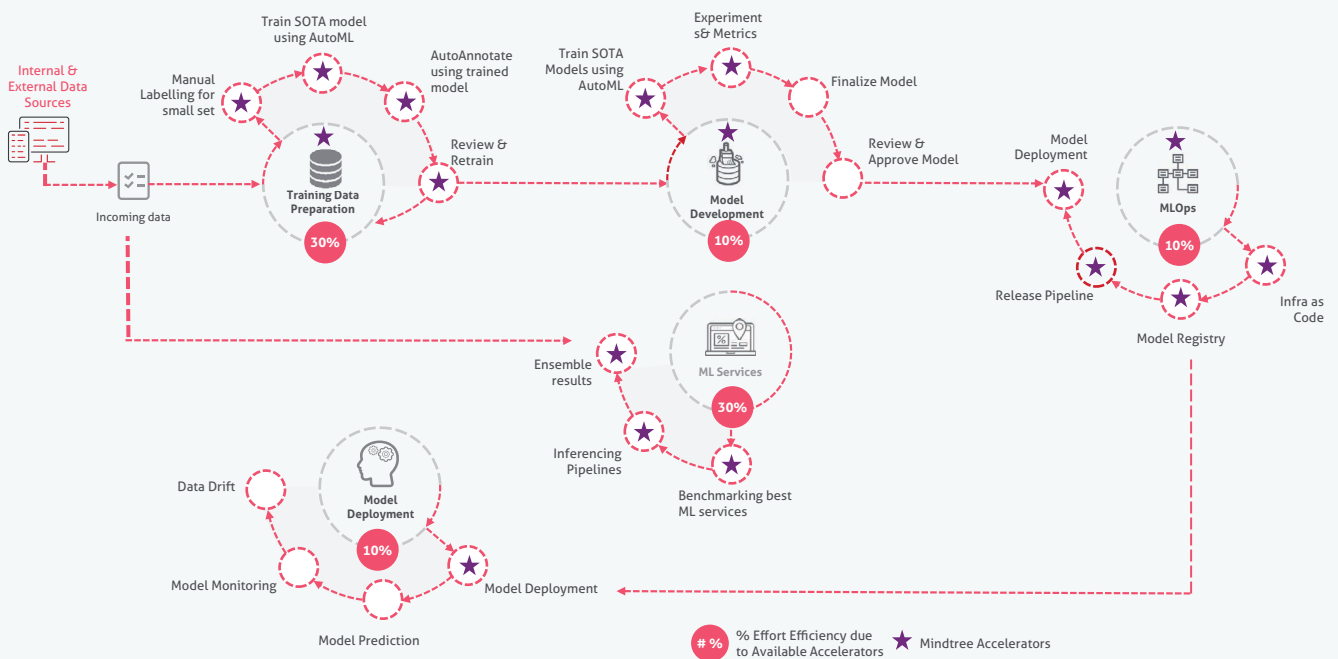 Train SOTA model
using AutoML
Internal &
External Data
Sources
Manual
Labelling for
small set
AutoAnnotate
using trained
model
Review &
Retrain
Incoming data
Training Data
Preparation
30%
Experiment
s& Metrics
Train SOTA
Models using
AutoML
Finalize Model
Review &
Approve Model
Model
Development
10%
Model
Deployment
MLOps
10%
Release Pipeline
Infra as
Code
Model Registry
Ensemble
results
%
ML Services
30%
Inferencing
Pipelines
Benchmarking best
ML services
Data Drift
Model
Deployment
10%
Model Monitoring
Model Deployment
Model Prediction
# %
% Effort Efficiency due
to Available Accelerators
Mindtree Accelerators